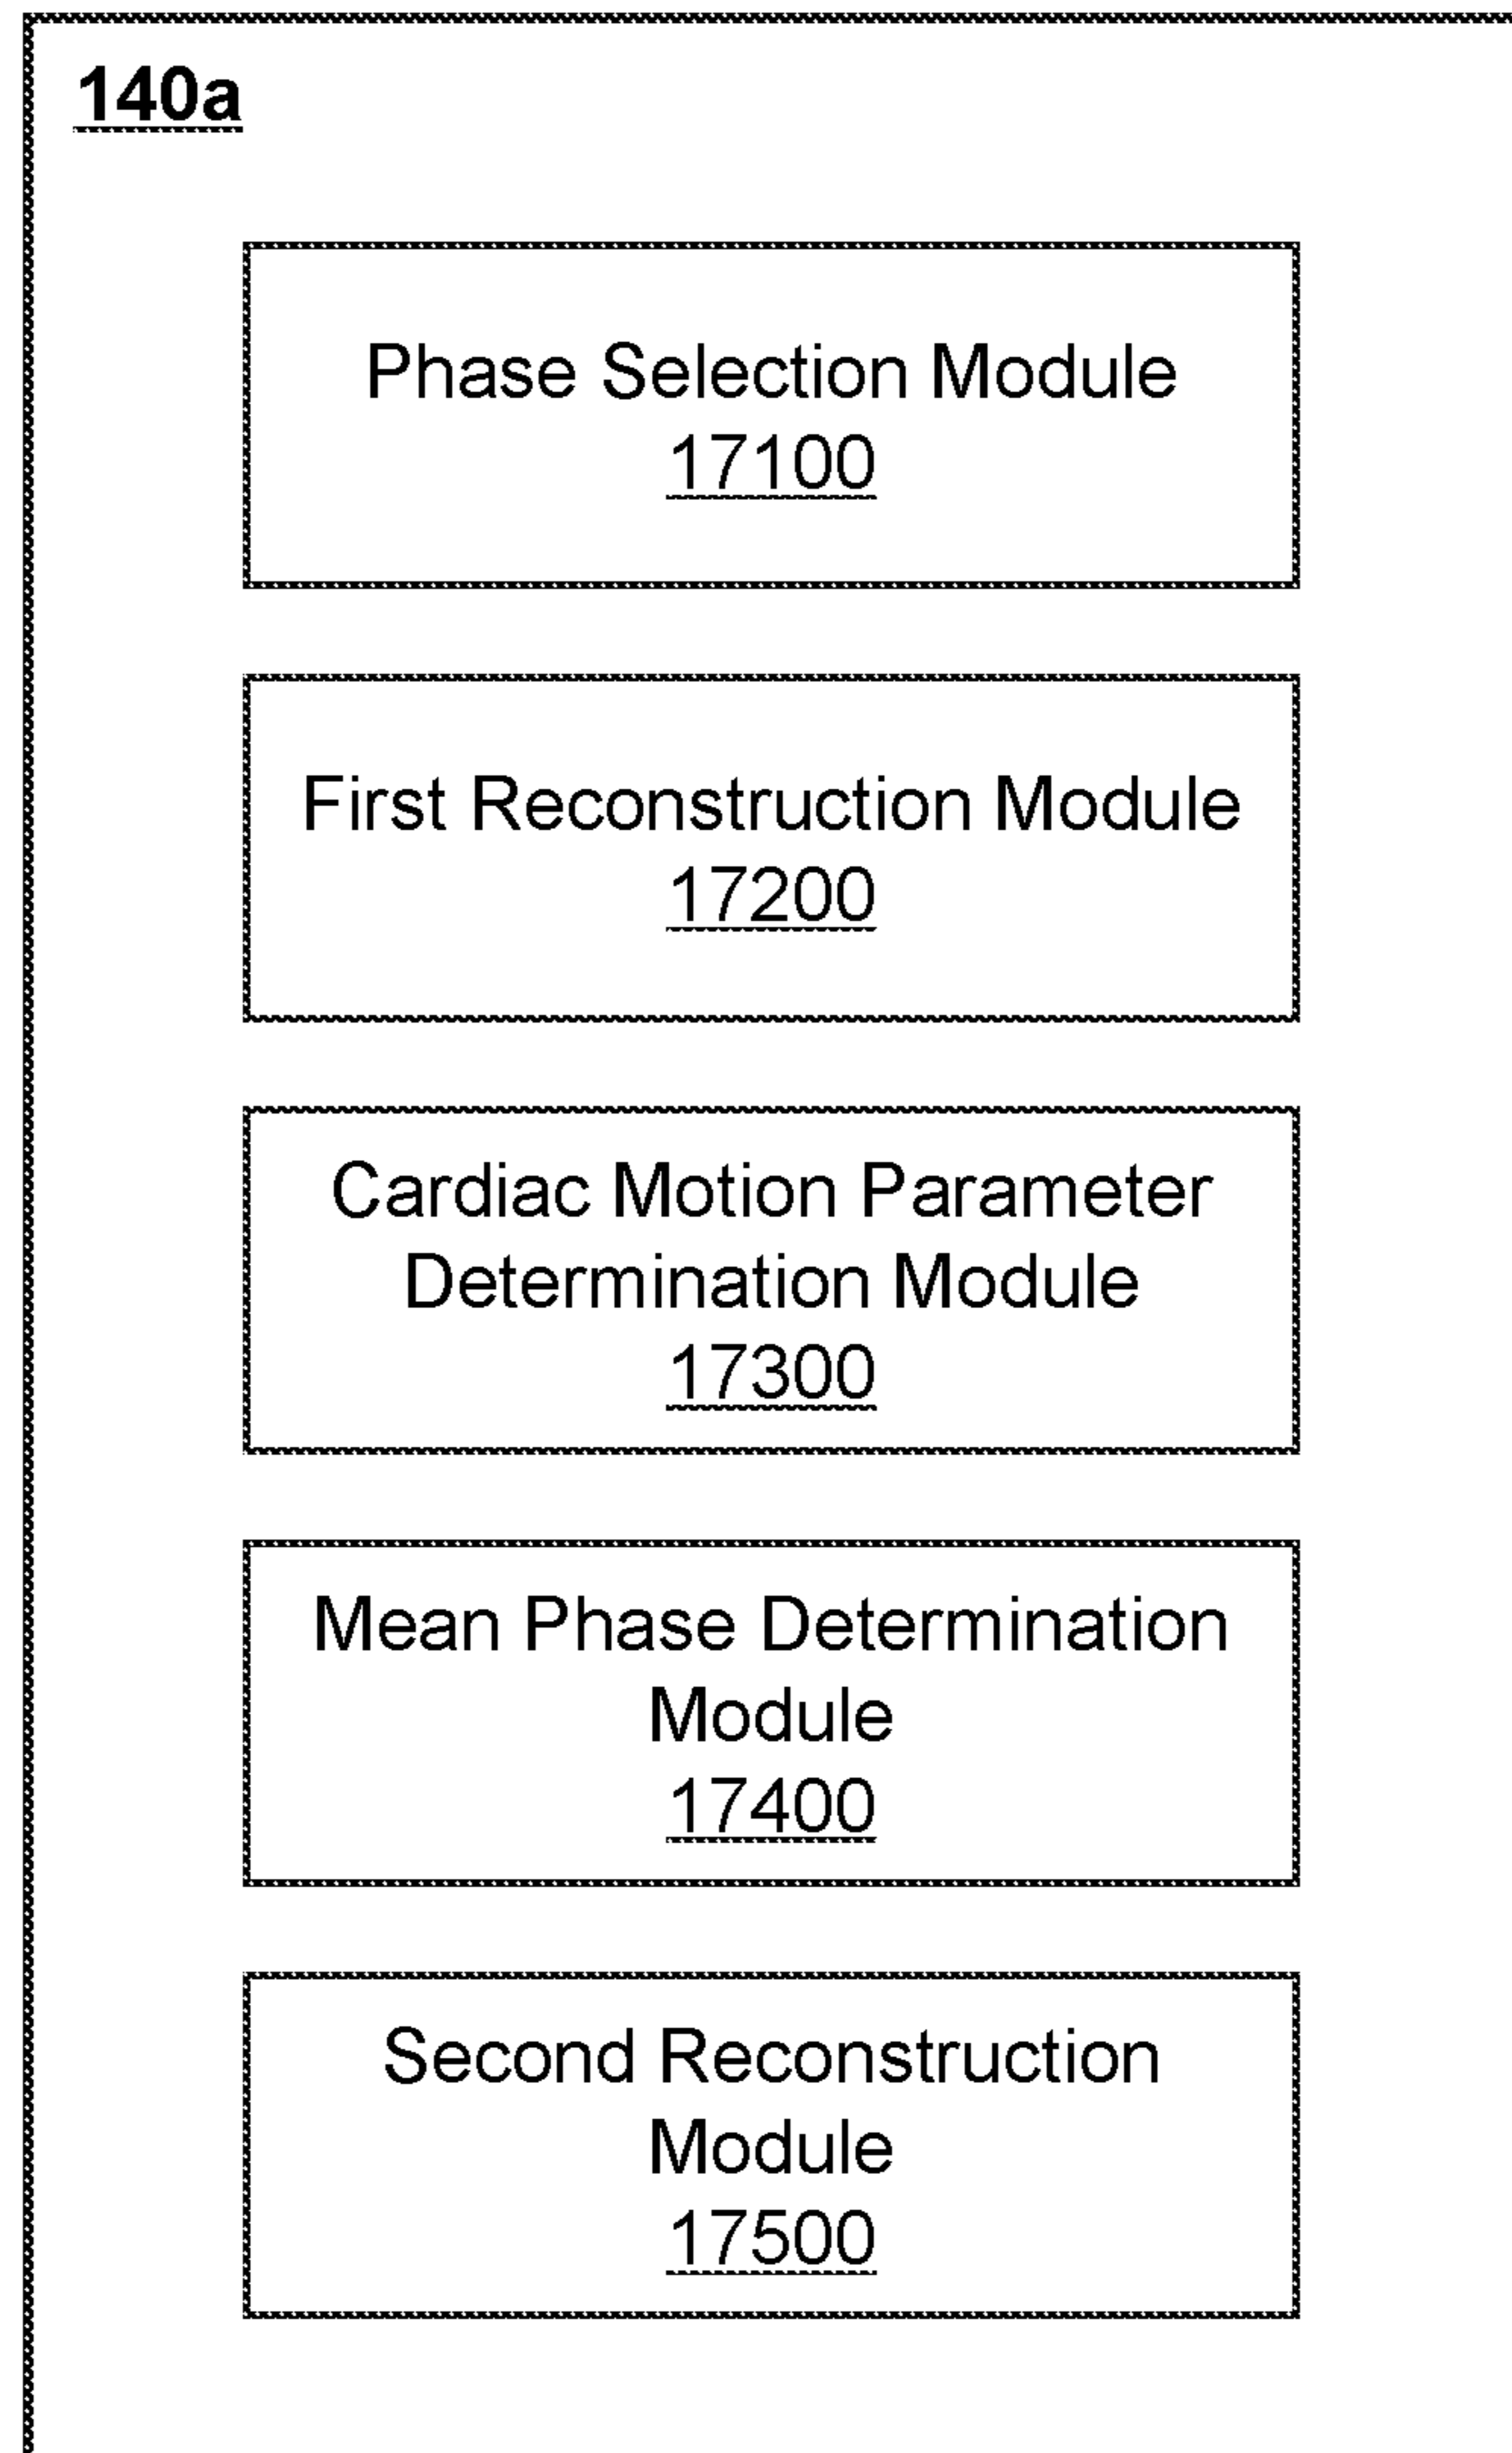 140a
Phase Selection Module
17100
First Reconstruction Module
17200
Cardiac Motion Parameter
Determination Module
17300
Mean Phase Determination
Module
17400
Second Reconstruction
Module
17500